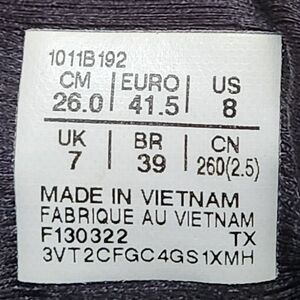 1011B192
CM EURO US
26.0 41.5 8
UK BR CN
7 39 260(2.5)
MADE IN VIETNAM
FABRIQUE AU VIETNAM
F130322 TX
3VT2CFGC4GS1XMH